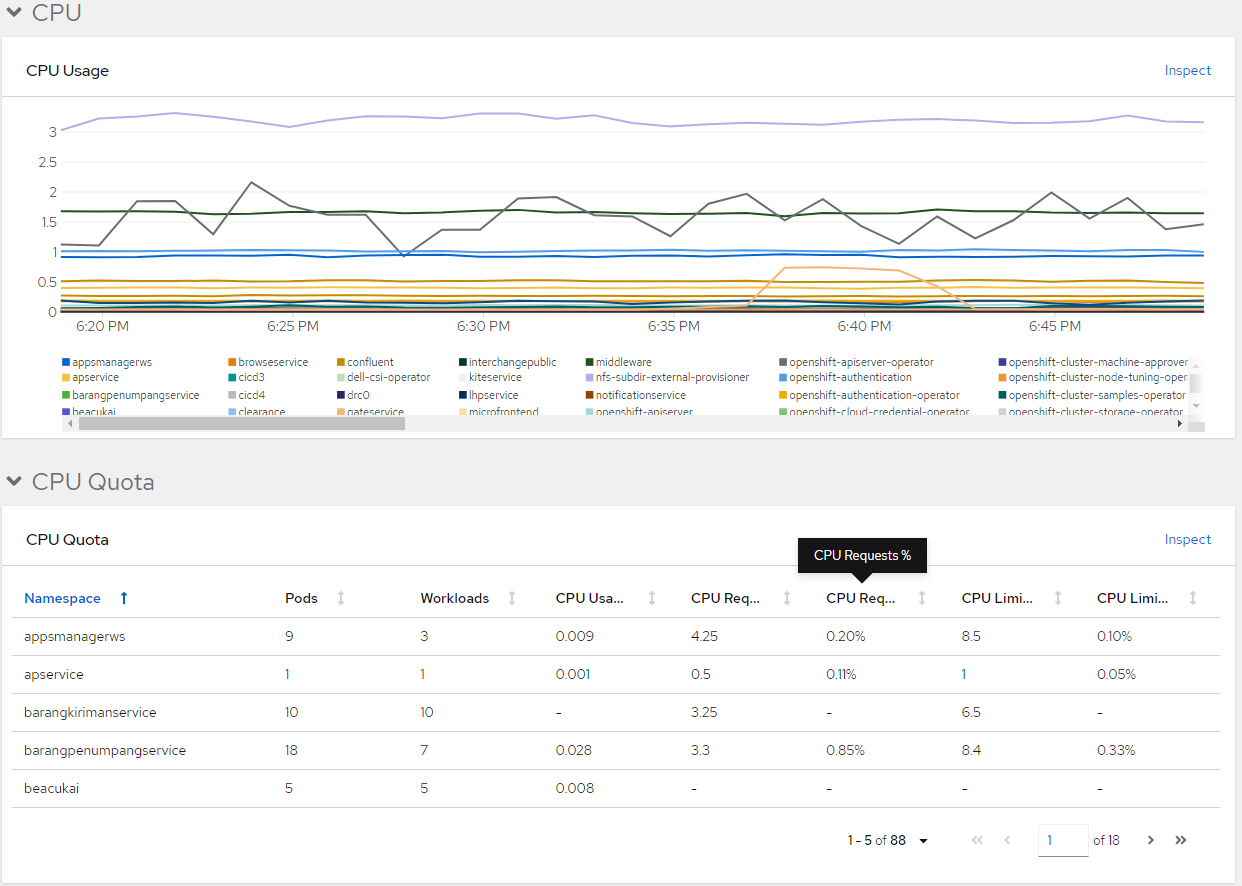 CPU
CPU Usage Inspect
3
2.5
2
1.5
1
0.5
0
6:20 PM 6:25 PM 6:30 PM 6:35 PM 6:40 PM 6:45 PM
appsmanagerws browseservice confluent interchangepublic middleware openshift-apiserver-operator openshift-cluster-machine-approver
apservice cicd3 dell-csi-operator kiteservice nfs-subdir-external-provisioner openshift-authentication openshift-cluster-node-tuning-oper
barangpenumpangservice cicd4 drc0 lhpservice notificationservice openshift-authentication-operator openshift-cluster-samples-operator
beacukai clearance gateservice microfrontend openshift-apiserver openshift-cloud-credential-operator openshift-cluster-storage-operator
CPU Quota
CPU Quota Inspect
CPU Requests %
Namespace Pods Workloads CPU Usa... CPU Req... CPU Req... CPU Limi... CPU Limi...
appsmanagerws 9 3 0.009 4.25 0.20% 8.5 0.10%
apservice 1 1 0.001 0.5 0.11% 1 0.05%
barangkirimanservice 10 10 - 3.25 - 6.5 -
barangpenumpangservice 18 7 0.028 3.3 0.85% 8.4 0.33%
beacukai 5 5 0.008 - - - -
1 - 5 of 88 1 of 18